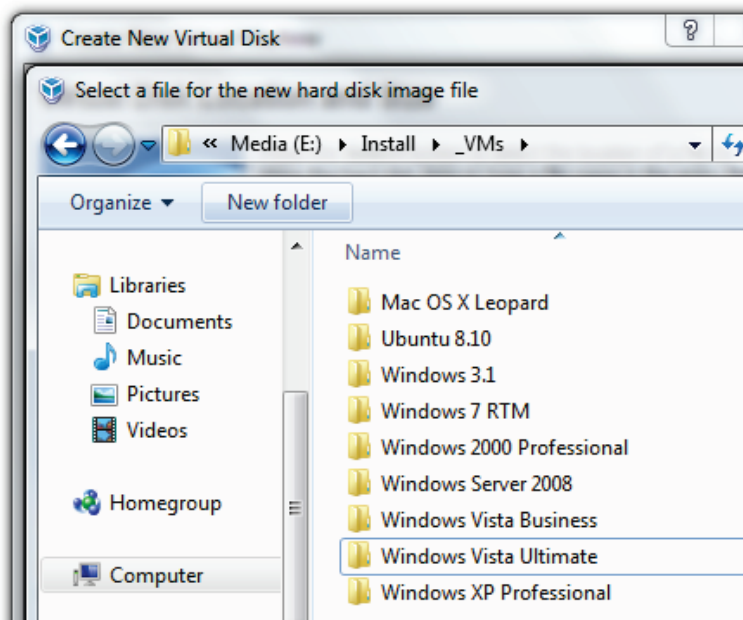 Create New Virtual Disk
?
Select a file for the new hard disk image file
« Media (E:) Install _VMs
Organize New folder
Name
Libraries
Documents
Music
Pictures
Videos
Homegroup
Computer
Mac OS X Leopard
Ubuntu 8.10
Windows 3.1
Windows 7 RTM
Windows 2000 Professional
Windows Server 2008
Windows Vista Business
Windows Vista Ultimate
Windows XP Professional